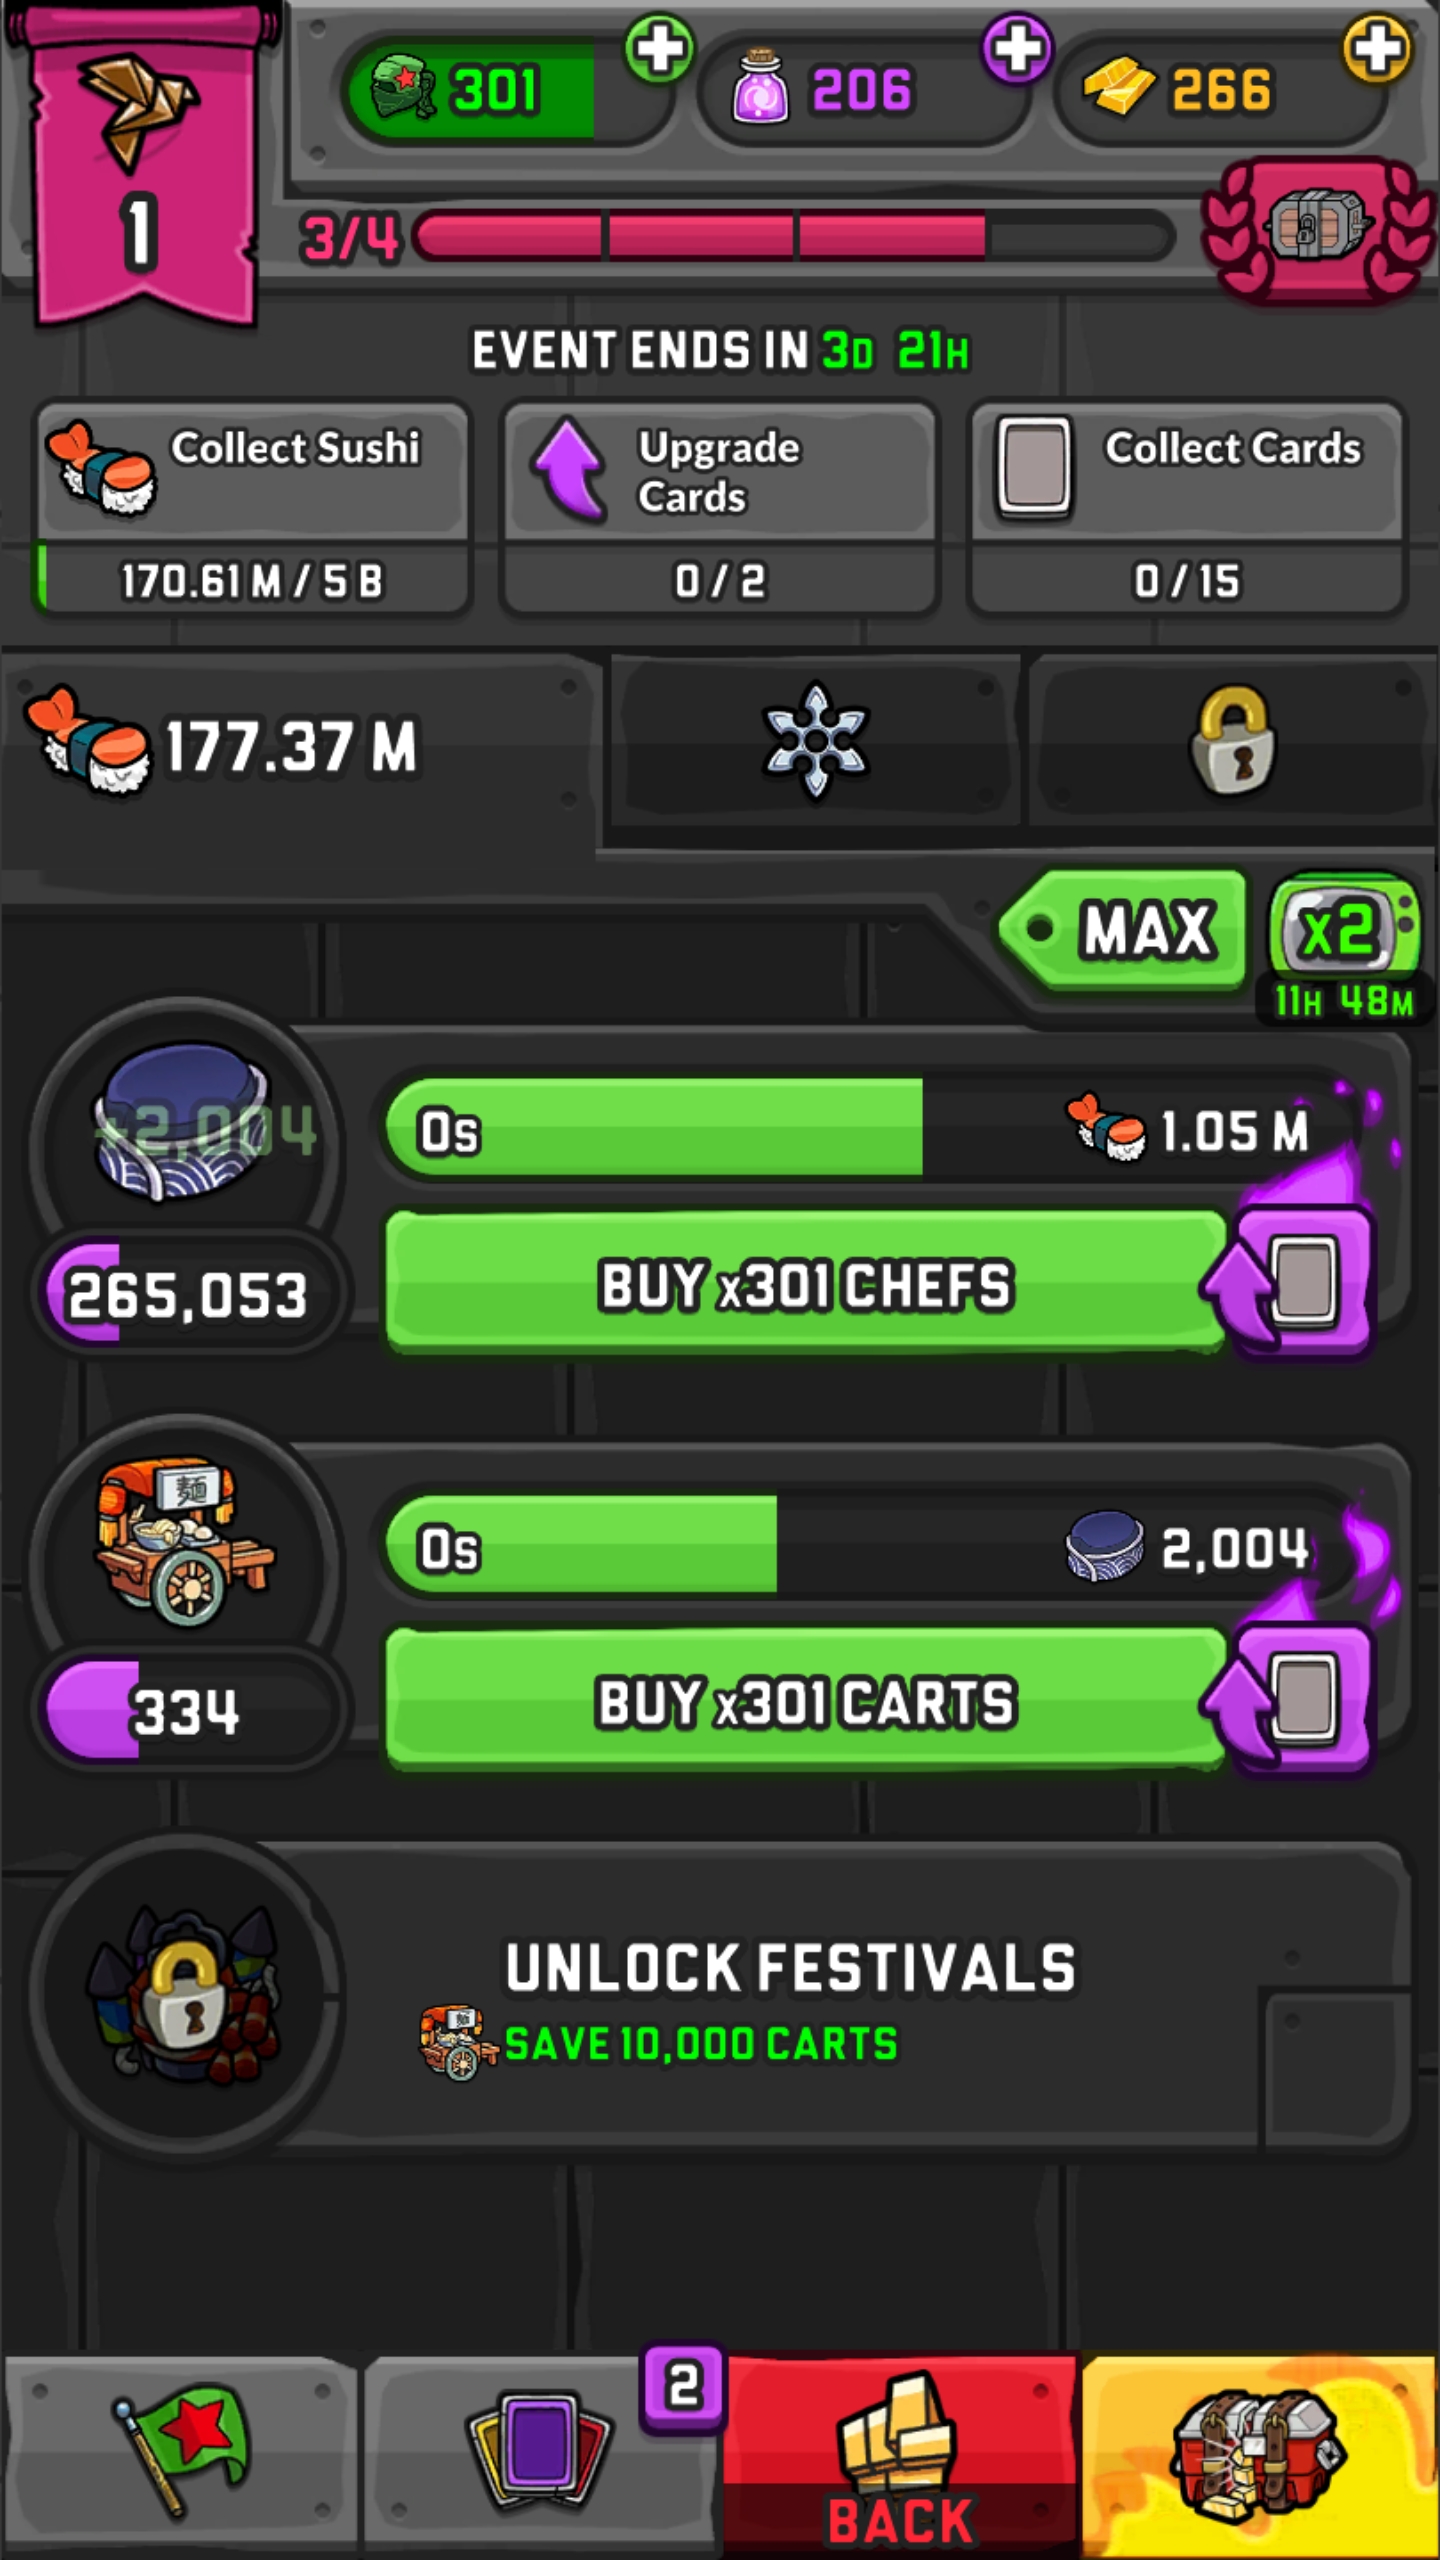 301
206
266
1
3/4
EVENT ENDS IN 3D 21H
Collect Sushi
170.61 M / 5 B
Upgrade
Cards
0 / 2
Collect Cards
0 / 15
177.37 M
MAX
x2
11H 48M
+2,004
0s
1.05 M
265,053
BUY x301 CHEFS
麺
0s
2,004
334
BUY x301 CARTS
UNLOCK FESTIVALS
SAVE 10,000 CARTS
2
BACK